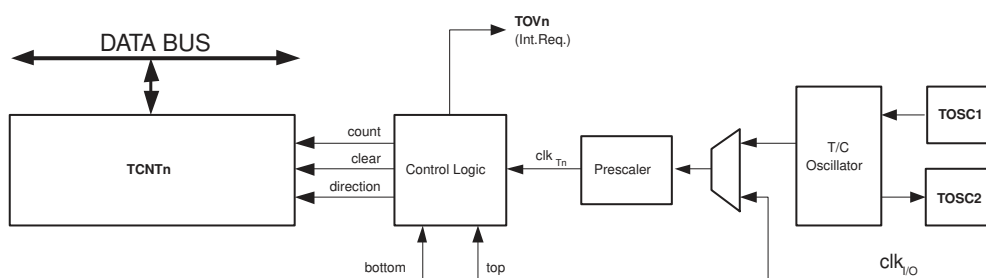 DATA BUS
TOVn
(Int.Req.)
TCNTn
count
clear
direction
Control Logic
clk Tn
Prescaler
T/C
Oscillator
TOSC1
TOSC2
bottom
top
clk I/O